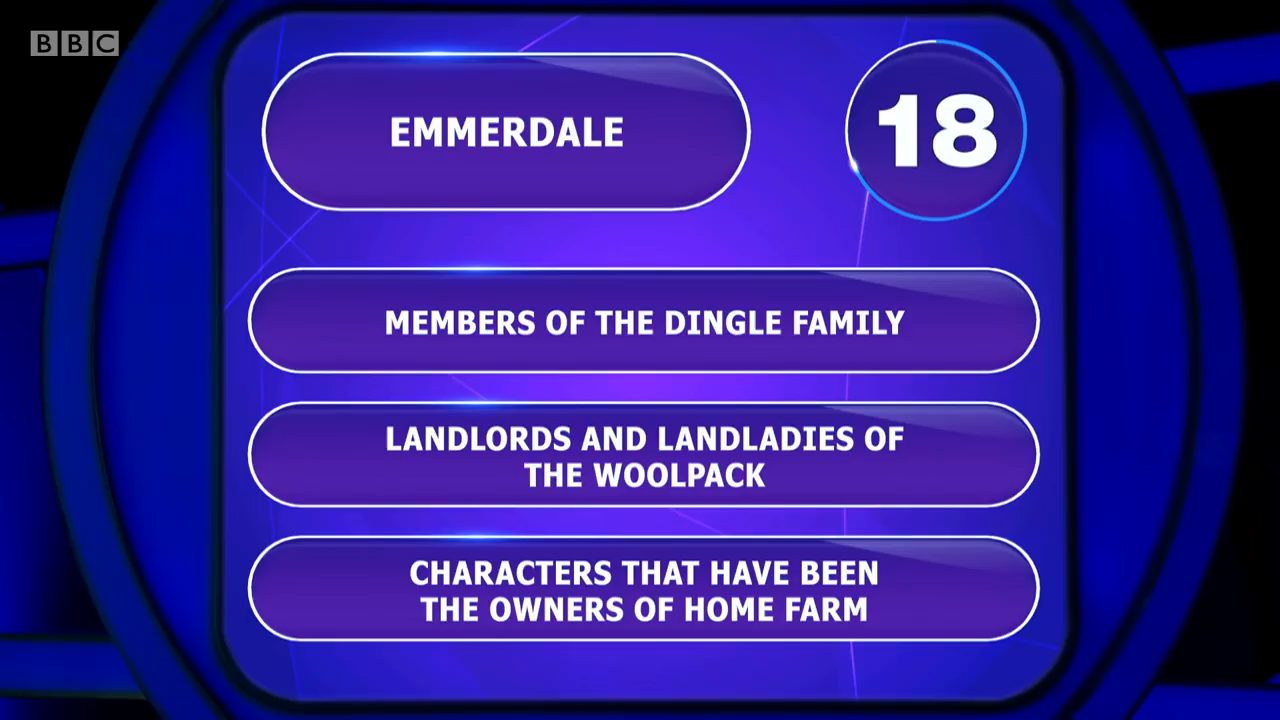 BBC
EMMERDALE
18
MEMBERS OF THE DINGLE FAMILY
LANDLORDS AND LANDLADIES OF
THE WOOLPACK
CHARACTERS THAT HAVE BEEN
THE OWNERS OF HOME FARM